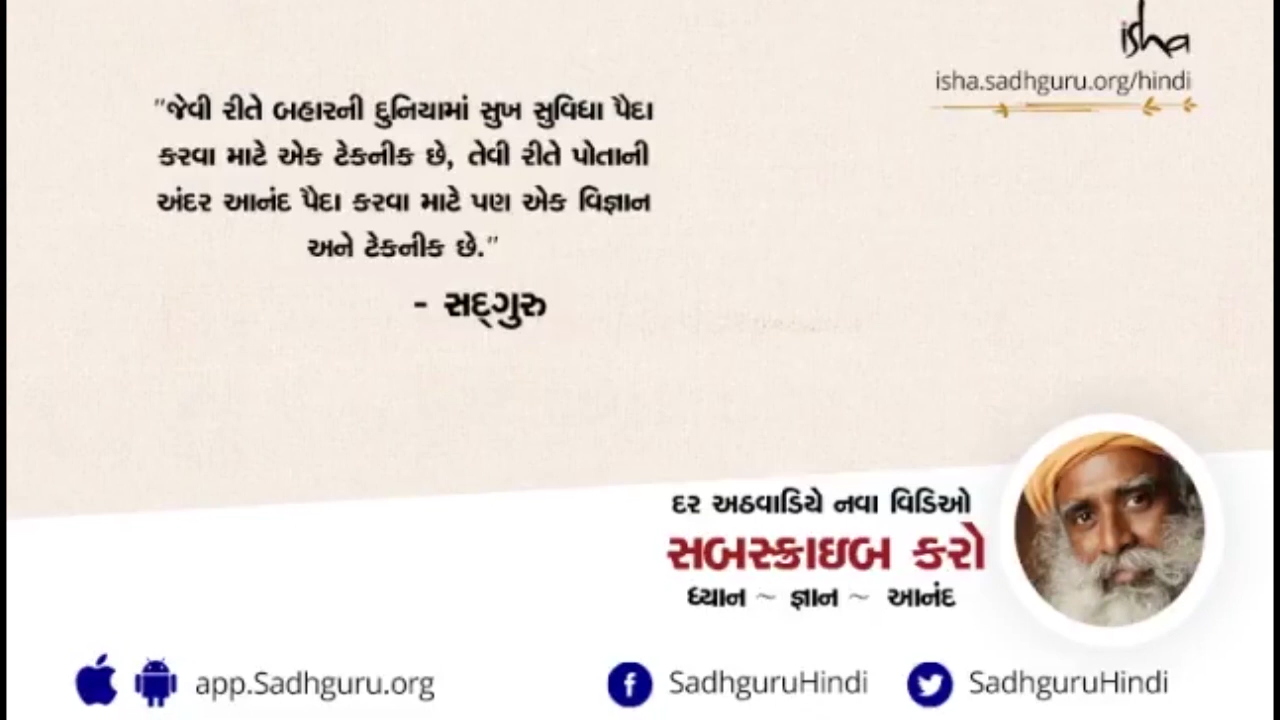 isha
isha.sadhguru.org/hindi
"જેવી રીતે બહારની દુનિયામાં સુખ સુવિધા પૈદા
કરવા માટે એક ટેકનીક છે, તેવી રીતે પોતાની
અંદર આનંદ પૈદા કરવા માટે પણ એક વિજ્ઞાન
અને ટેકનીક છે."
- સદ્‌ગુરુ
દર અઠવાડિયે નવા વિડિઓ
સબસ્ક્રાઇબ કરો
ધ્યાન ~ જ્ઞાન ~ આનંદ
app.Sadhguru.org
SadhguruHindi
SadhguruHindi